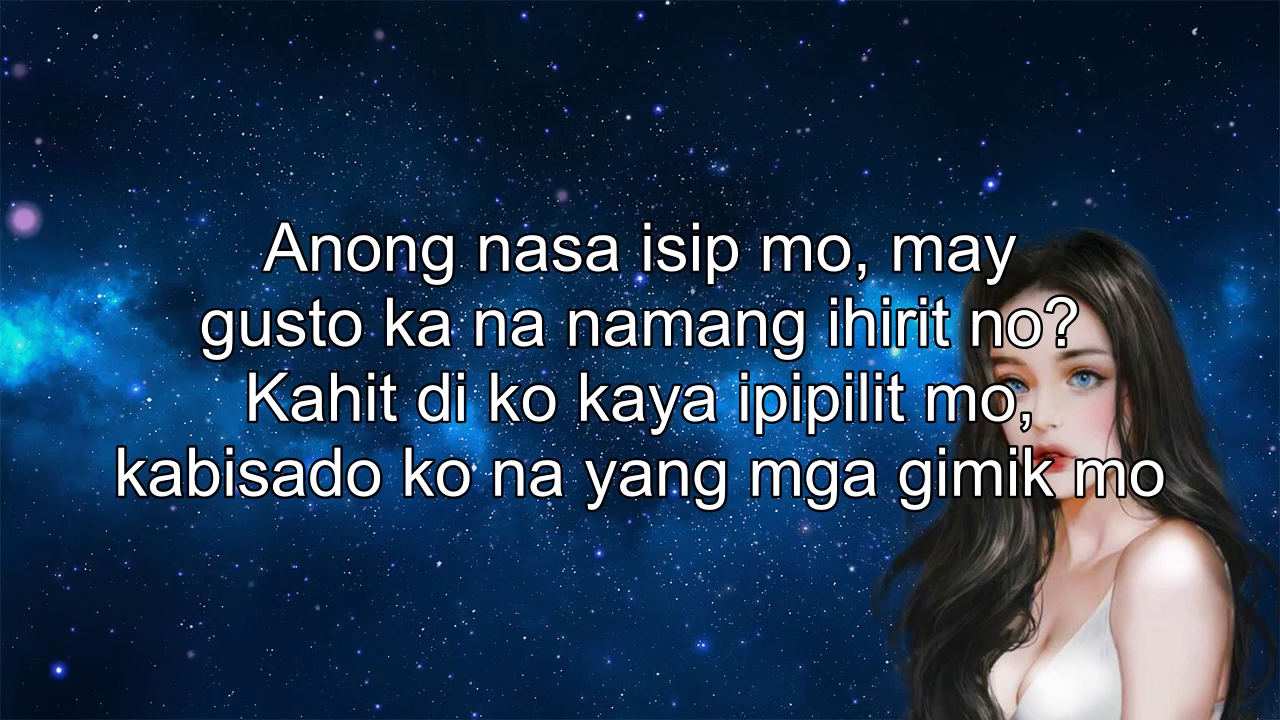 Anong nasa isip mo, may
gusto ka na namang ihirit no?
Kahit di ko kaya ipipilit mo,
kabisado ko na yang mga gimik mo